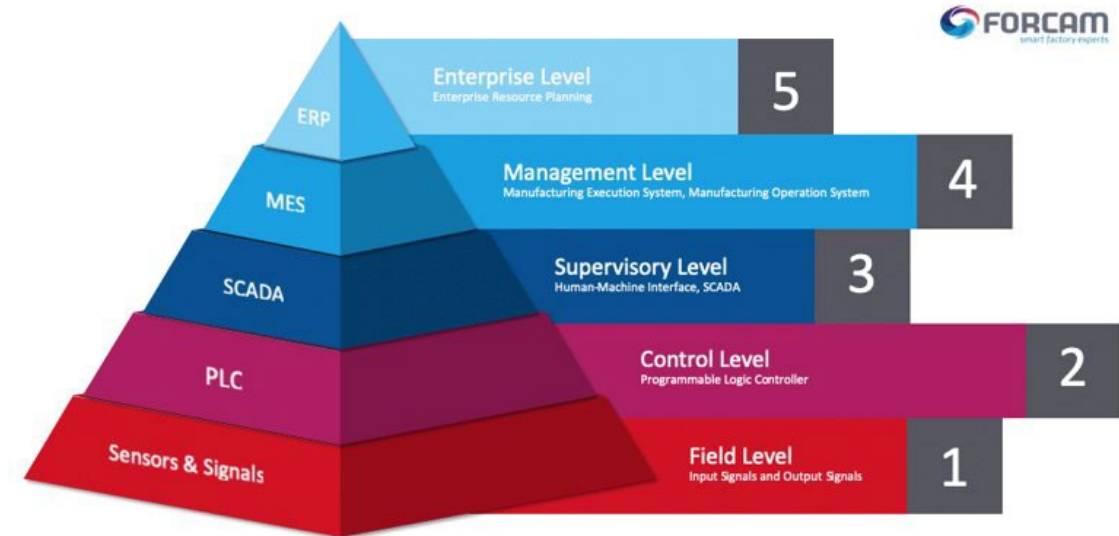 FORCAM
smart factory experts
ERP
Enterprise Level
Enterprise Resource Planning
5
MES
Management Level
Manufacturing Execution System, Manufacturing Operation System
4
SCADA
Supervisory Level
Human-Machine Interface, SCADA
3
PLC
Control Level
Programmable Logic Controller
2
Sensors & Signals
Field Level
Input Signals and Output Signals
1